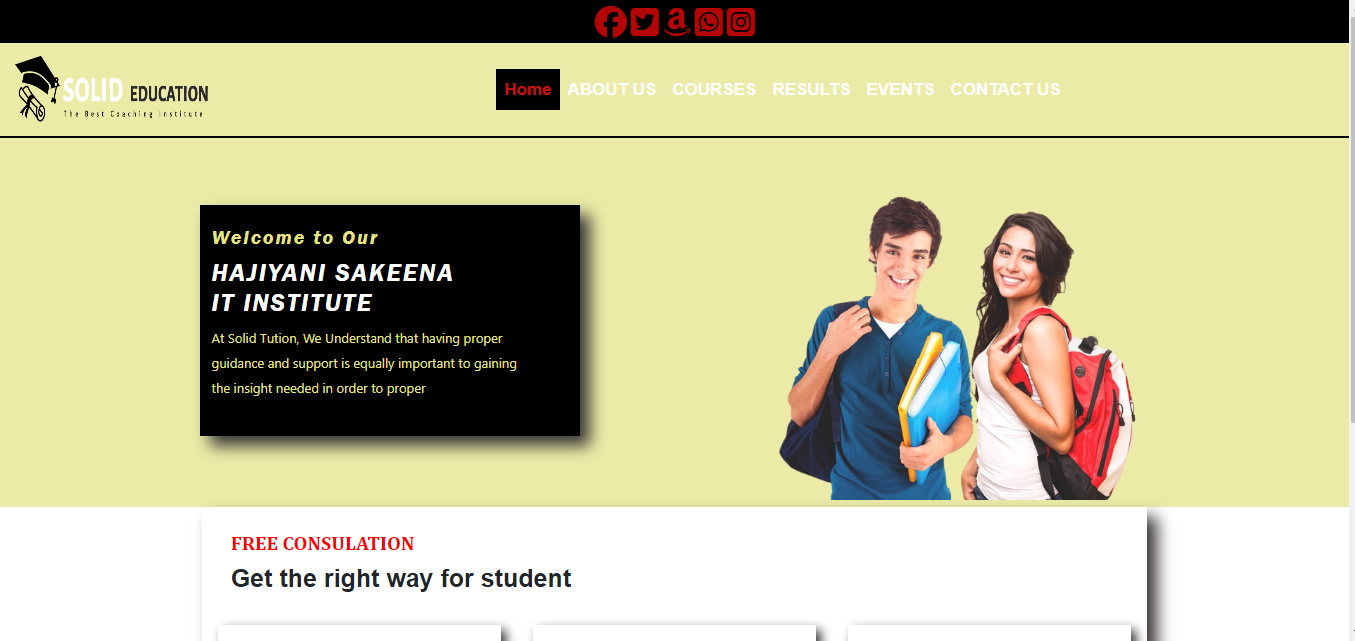 SOLID EDUCATION
The Best Coaching Institute
Home ABOUT US COURSES RESULTS EVENTS CONTACT US
Welcome to Our
HAJIYANI SAKEENA
IT INSTITUTE
At Solid Tution, We Understand that having proper
guidance and support is equally important to gaining
the insight needed in order to proper
FREE CONSULATION
Get the right way for student